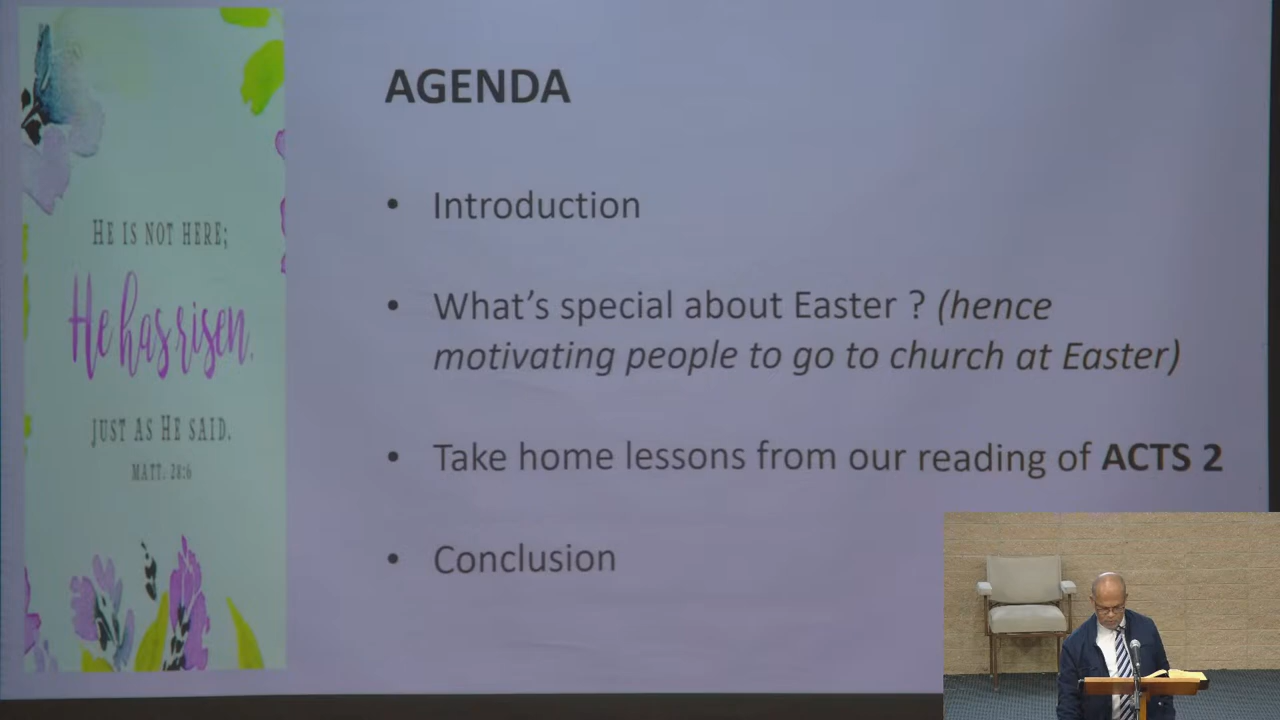 HE IS NOT HERE;
He has risen,
JUST AS HE SAID.
MATT. 28:6
AGENDA
• Introduction
• What's special about Easter ? (hence
motivating people to go to church at Easter)
• Take home lessons from our reading of ACTS 2
• Conclusion